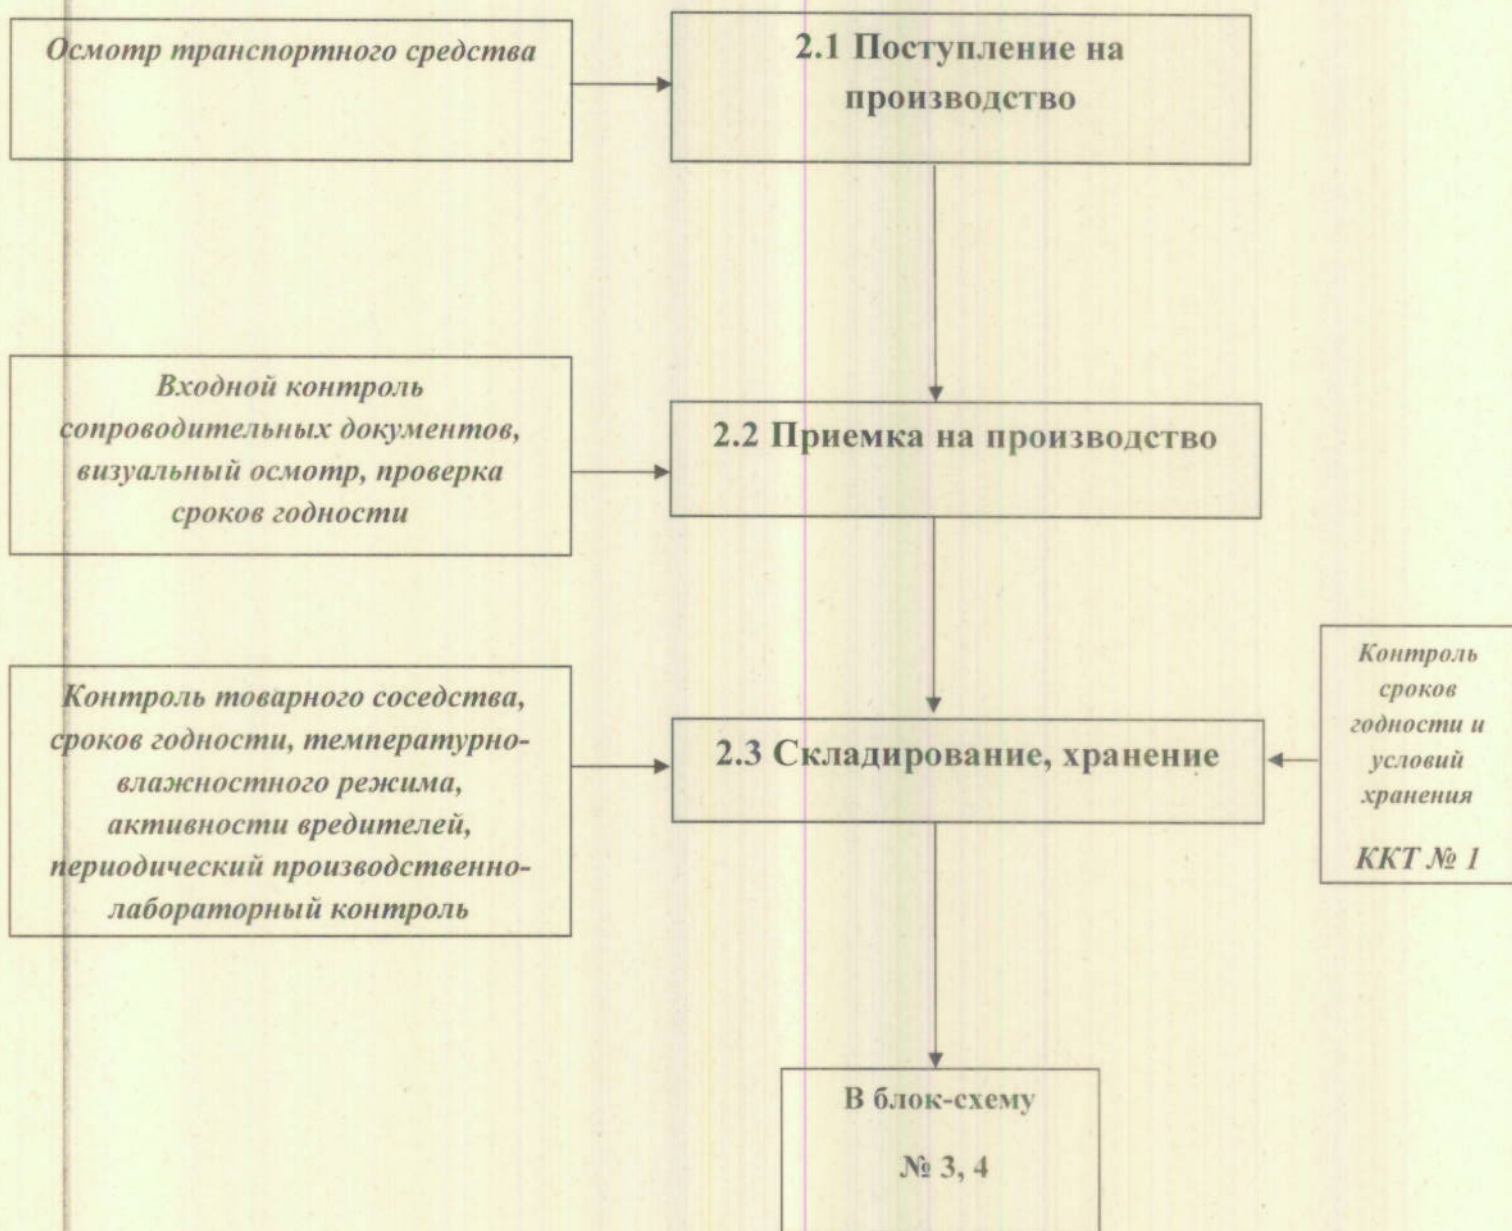 Осмотр транспортного средства
2.1 Поступление на
производство
Входной контроль
сопроводительных документов,
визуальный осмотр, проверка
сроков годности
2.2 Приемка на производство
Контроль товарного соседства,
сроков годности, температурно-
влажностного режима,
активности вредителей,
периодический производственно-
лабораторный контроль
2.3 Складирование, хранение
Контроль
сроков
годности и
условий
хранения
ККТ № 1
В блок-схему
№ 3, 4